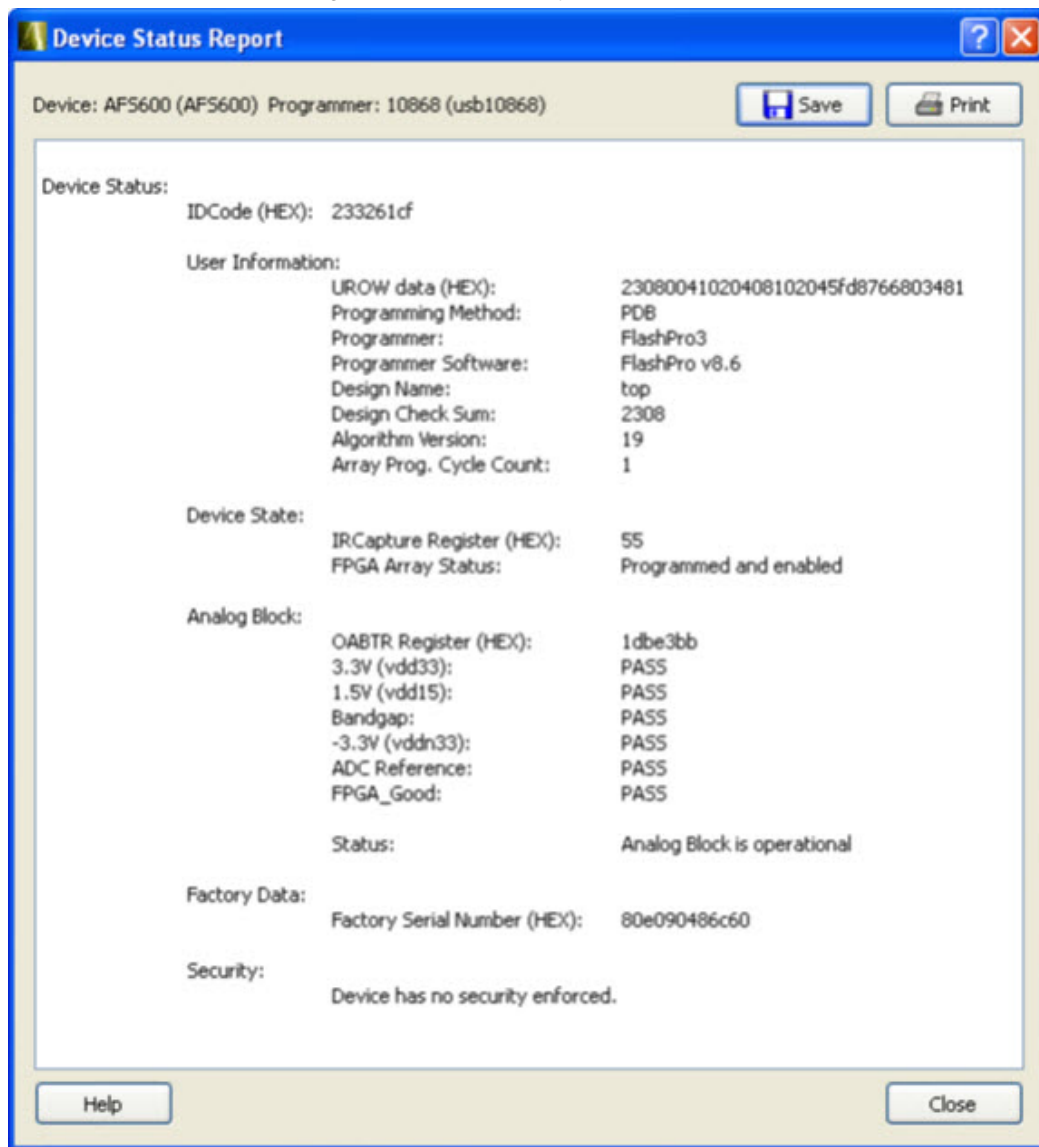 Device Status Report
Device: AFS600 (AFS600) Programmer: 10868 (usb10868)
Save
Print
Device Status:
IDCode (HEX): 233261cf
User Information:
UROW data (HEX): 23080041020408102045fd8766803481
Programming Method: PDB
Programmer: FlashPro3
Programmer Software: FlashPro v8.6
Design Name: top
Design Check Sum: 2308
Algorithm Version: 19
Array Prog. Cycle Count: 1
Device State:
IRCapture Register (HEX): 55
FPGA Array Status: Programmed and enabled
Analog Block:
OABTR Register (HEX): 1dbe3bb
3.3V (vdd33): PASS
1.5V (vdd15): PASS
Bandgap: PASS
-3.3V (vddn33): PASS
ADC Reference: PASS
FPGA_Good: PASS
Status: Analog Block is operational
Factory Data:
Factory Serial Number (HEX): 80e090486c60
Security:
Device has no security enforced.
Help
Close